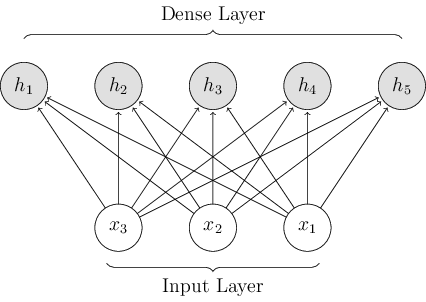 Dense Layer
h₁ h₂ h₃ h₄ h₅
x₃ x₂ x₁
Input Layer